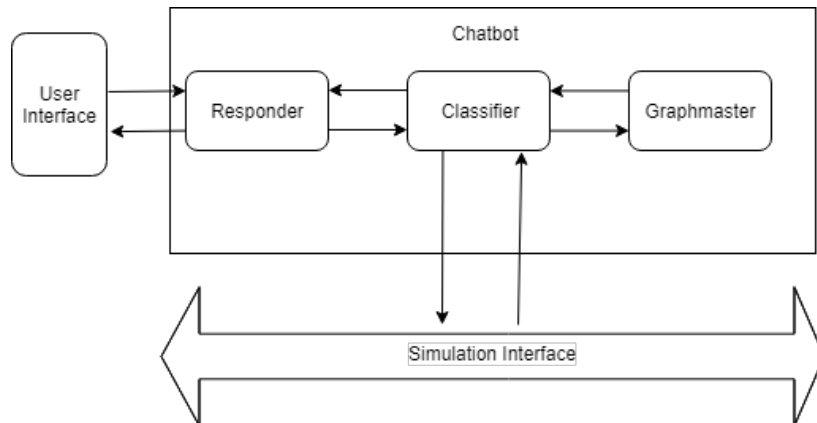 Chatbot
User
Interface
Responder
Classifier
Graphmaster
Simulation Interface